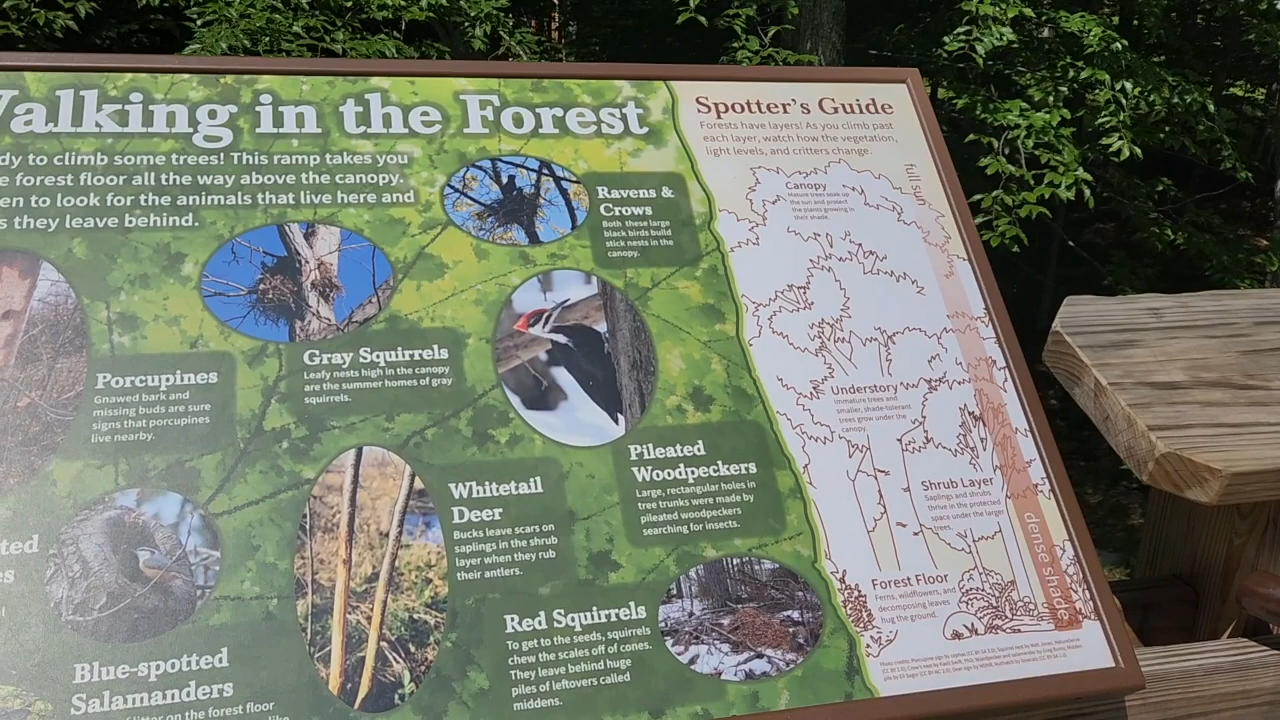 Walking in the Forest
dy to climb some trees! This ramp takes you
e forest floor all the way above the canopy.
en to look for the animals that live here and
s they leave behind.
Ravens &
Crows
Both these large
black birds build
stick nests in the
canopy.
Gray Squirrels
Leafy nests high in the canopy
are the summer homes of gray
squirrels.
Porcupines
Gnawed bark and
missing buds are sure
signs that porcupines
live nearby.
Pileated
Woodpeckers
Large, rectangular holes in
tree trunks were made by
pileated woodpeckers
searching for insects.
Whitetail
Deer
Bucks leave scars on
saplings in the shrub
layer when they rub
their antlers.
ted
es
Red Squirrels
To get to the seeds, squirrels
chew the scales off of cones.
They leave behind huge
piles of leftovers called
middens.
Blue-spotted
Salamanders
litter on the forest floor
like
Spotter's Guide
Forests have layers! As you climb past
each layer, watch how the vegetation,
light levels, and critters change.
full sun
Canopy
Mature trees soak up
the sun and protect
the plants growing in
their shade.
Understory
Immature trees and
smaller, shade-tolerant
trees grow under the
canopy.
Shrub Layer
Saplings and shrubs
thrive in the protected
space under the larger
trees.
dense shade
Forest Floor
Ferns, wildflowers, and
decomposing leaves
hug the ground.